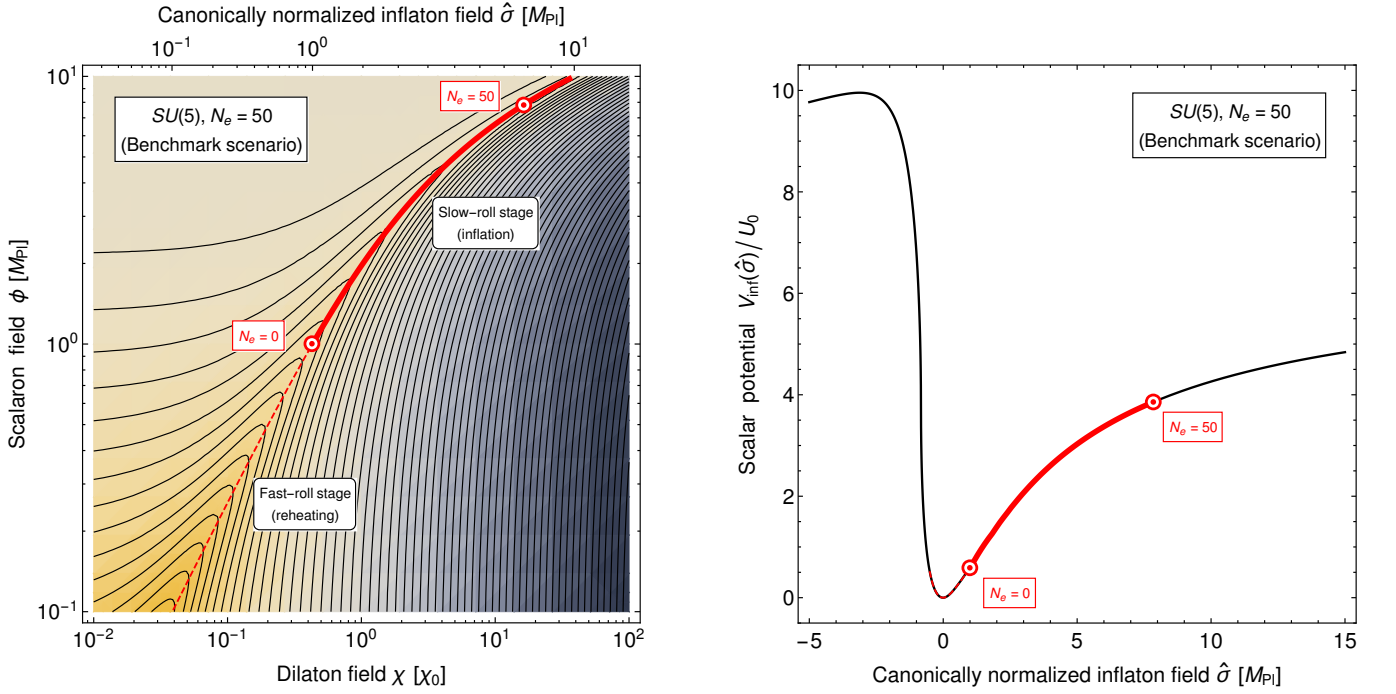 Canonically normalized inflaton field σ̂ [M_Pl]
10^-1 10^0 10^1
10^1
10^0
10^-1
Scalaron field ϕ [M_Pl]
SU(5), N_e = 50
(Benchmark scenario)
N_e = 50
Slow-roll stage
(inflation)
N_e = 0
Fast-roll stage
(reheating)
10^-2 10^-1 10^0 10^1 10^2
Dilaton field χ [χ_0]
10
8
6
4
2
0
Scalar potential V_inf(σ̂) / U_0
SU(5), N_e = 50
(Benchmark scenario)
N_e = 50
N_e = 0
-5 0 5 10 15
Canonically normalized inflaton field σ̂ [M_Pl]